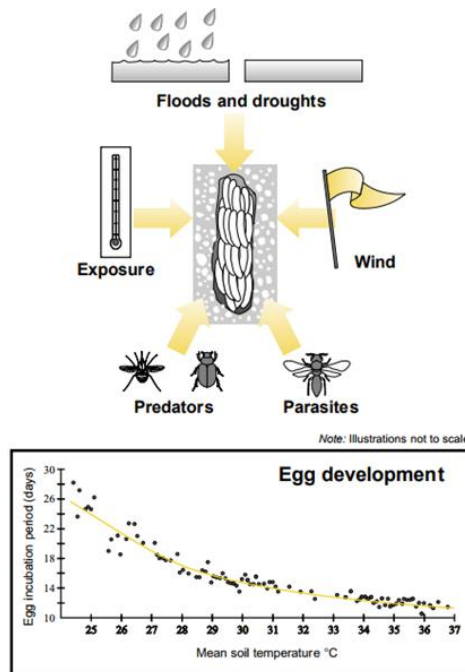 Floods and droughts
Exposure
Wind
Predators
Parasites
Note: Illustrations not to scale
Egg development
Egg incubation period (days)
30
26
22
18
14
10
25 26 27 28 29 30 31 32 33 34 35 36 37
Mean soil temperature °C